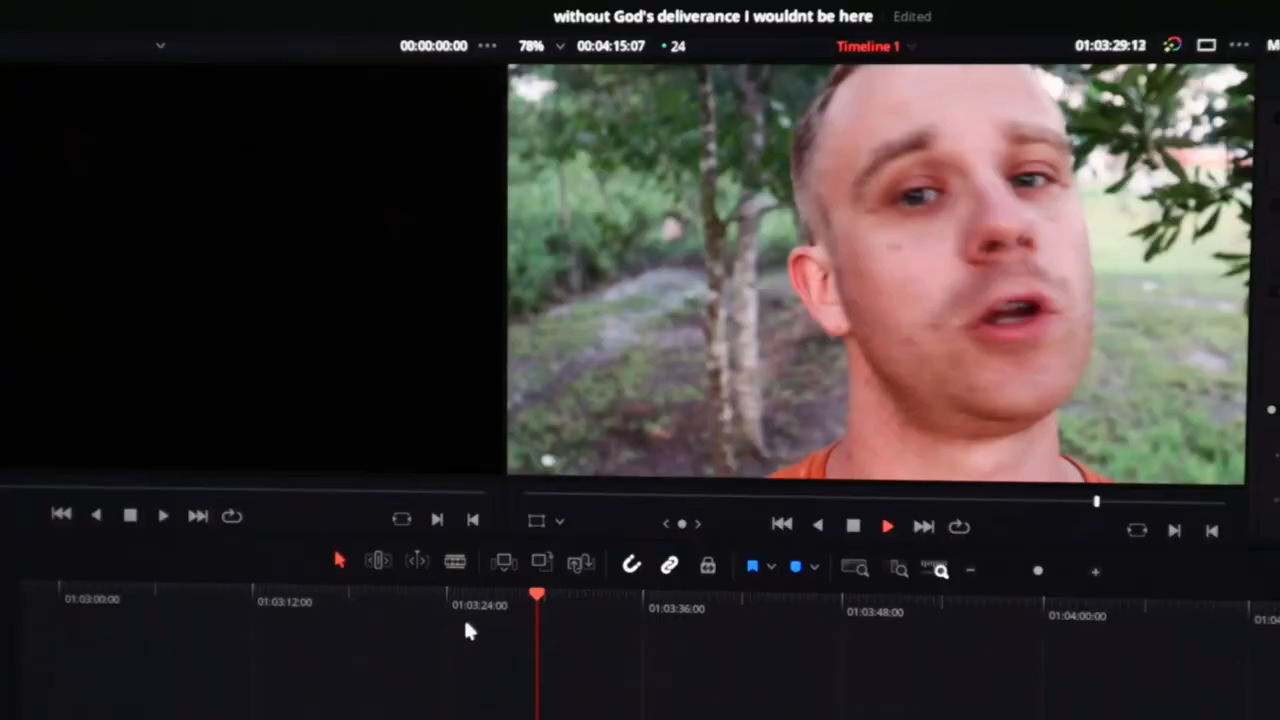 without God's deliverance I wouldnt be here Edited
00:00:00:00 78% 00:04:15:07 24 Timeline 1 01:03:29:12 M
01:03:00:00 01:03:12:00 01:03:24:00 01:03:36:00 01:03:48:00 01:04:00:00 01:04